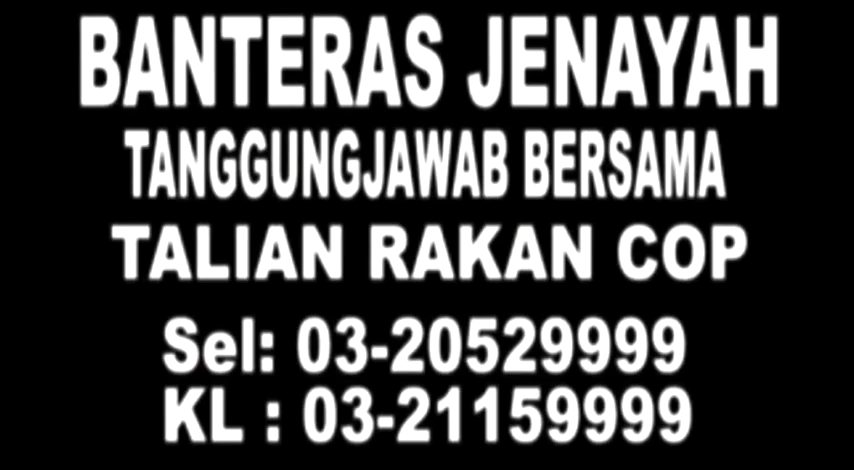 BANTERAS JENAYAH
TANGGUNGJAWAB BERSAMA
TALIAN RAKAN COP
Sel: 03-20529999
KL : 03-21159999